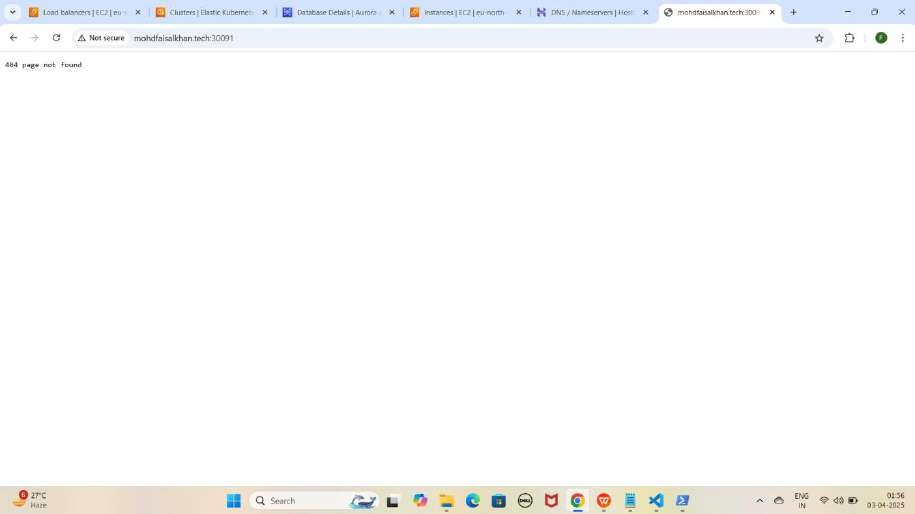 Load balancers | EC2 | eu-n
Clusters | Elastic Kubernet
Database Details | Aurora a
Instances | EC2 | eu-north-
DNS / Nameservers | Host
mohdfaisalkhan.tech:3009
Not secure
mohdfaisalkhan.tech:30091
F
404 page not found
6
27°C
Haze
Search
DELL
ENG
IN
01:56
03-04-2025